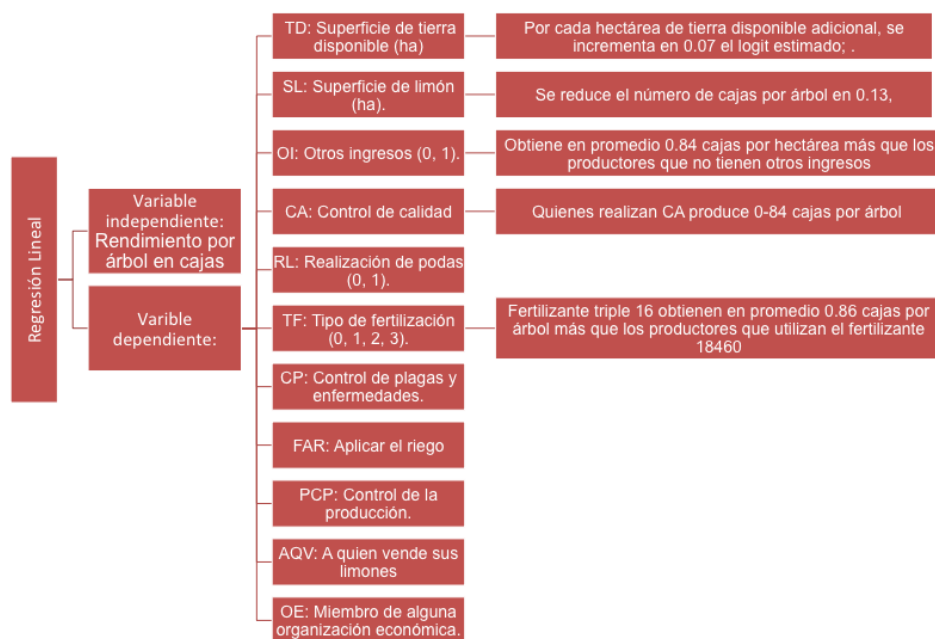 Regresión Lineal
Variable
independiente:
Rendimiento por
árbol en cajas
Varible
dependiente:
TD: Superficie de tierra
disponible (ha)
Por cada hectárea de tierra disponible adicional, se
incrementa en 0.07 el logit estimado; .
SL: Superficie de limón
(ha).
Se reduce el número de cajas por árbol en 0.13,
OI: Otros ingresos (0, 1).
Obtiene en promedio 0.84 cajas por hectárea más que los
productores que no tienen otros ingresos
CA: Control de calidad
Quienes realizan CA produce 0-84 cajas por árbol
RL: Realización de podas
(0, 1).
TF: Tipo de fertilización
(0, 1, 2, 3).
Fertilizante triple 16 obtienen en promedio 0.86 cajas por
árbol más que los productores que utilizan el fertilizante
18460
CP: Control de plagas y
enfermedades.
FAR: Aplicar el riego
PCP: Control de la
producción.
AQV: A quien vende sus
limones
OE: Miembro de alguna
organización económica.